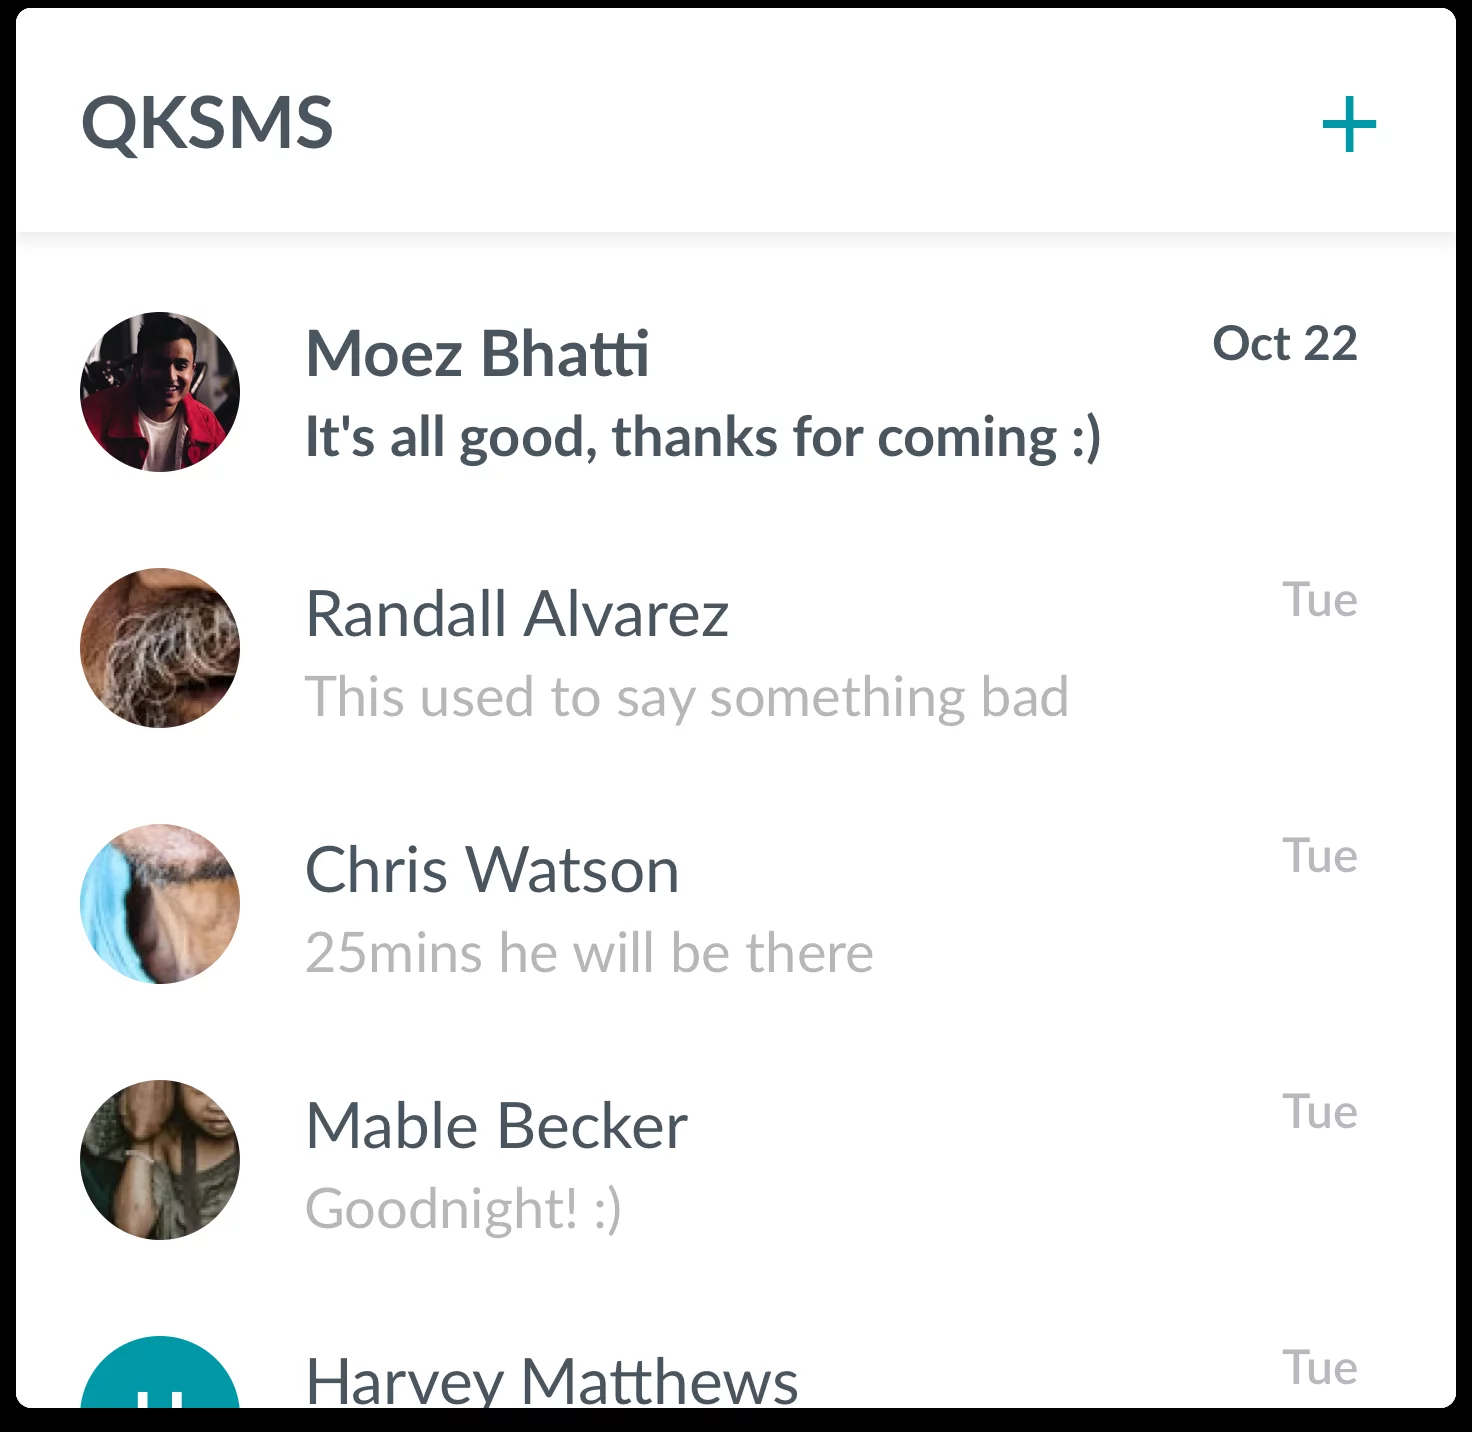 QKSMS
Moez Bhatti
Oct 22
It's all good, thanks for coming :)
Randall Alvarez
Tue
This used to say something bad
Chris Watson
Tue
25mins he will be there
Mable Becker
Tue
Goodnight! :)
Harvey Matthews
Tue